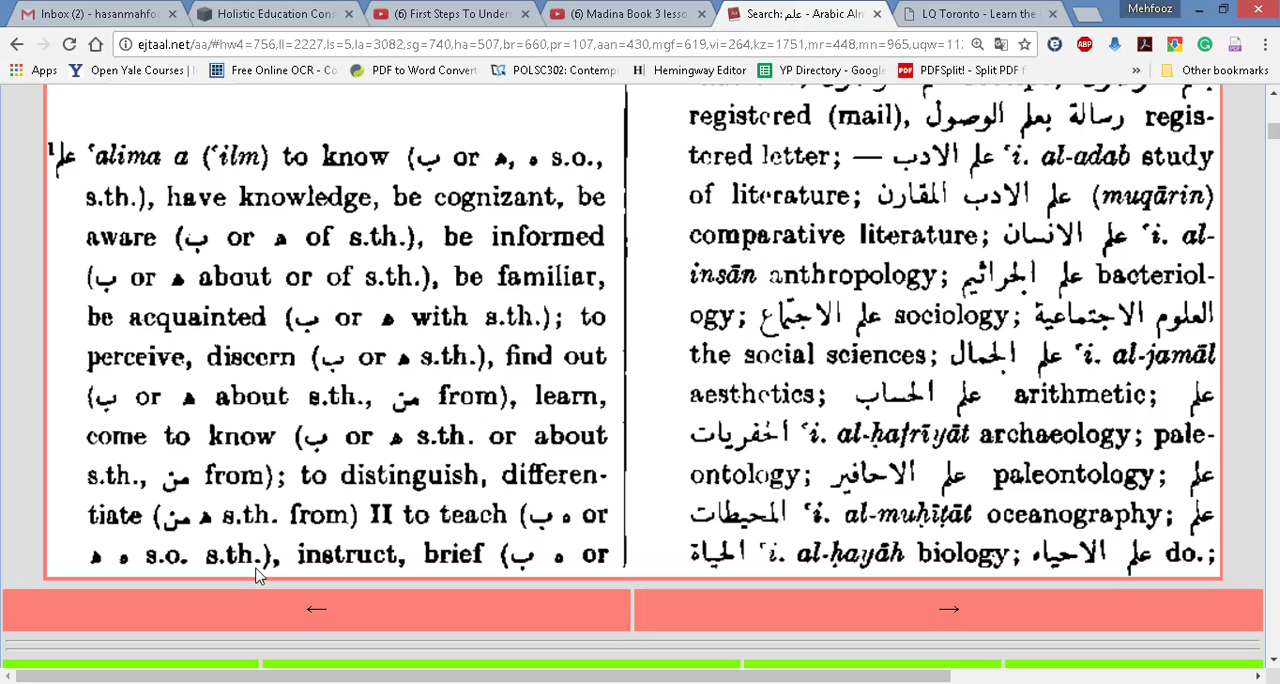 Mehfooz
Inbox (2) - hasanmahfo
Holistic Education Con
(6) First Steps To Under
(6) Madina Book 3 lesso
Search: علم - Arabic Alm
LQ Toronto - Learn the
ejtaal.net/aa/#hw4=756,ll=2227,ls=5,la=3082,sg=740,ha=507,br=660,pr=107,aan=430,mgf=619,vi=264,kz=1751,mr=448,mn=965,uqw=11
Apps
Open Yale Courses |
Free Online OCR - Co
PDF to Word Convert
POLSC302: Contemp
Hemingway Editor
YP Directory - Google
PDFSplit! - Split PDF f
»
Other bookmarks
علم¹ ‘alima a (‘ilm) to know (ب or ه, ه s.o.,
s.th.), have knowledge, be cognizant, be
aware (ب or ه of s.th.), be informed
(ب or ه about or of s.th.), be familiar,
be acquainted (ب or ه with s.th.); to
perceive, discern (ب or ه s.th.), find out
(ب or ه about s.th., من from), learn,
come to know (ب or ه s.th. or about
s.th., من from); to distinguish, differen-
tiate (ه من s.th. from) II to teach (ه ب or
ه ه s.o. s.th.), instruct, brief (ه ب or
registered (mail), رسالة بعلم الوصول regis-
tered letter; — علم الادب ‘i. al-adab study
of literature; علم الادب المقارن (muqārin)
comparative literature; علم الانسان ‘i. al-
insān anthropology; علم الجراثيم bacteriol-
ogy; علم الاجتماع sociology; العلوم الاجتماعية
the social sciences; علم الجمال ‘i. al-jamāl
aesthetics; علم الحساب arithmetic; علم
الحفريات ‘i. al-ḥafrīyāt archaeology; pale-
ontology; علم الاحافير paleontology; علم
المحيطات ‘i. al-muḥīṭāt oceanography; علم
الحياة ‘i. al-ḥayāh biology; علم الاحياء do.;
←
→